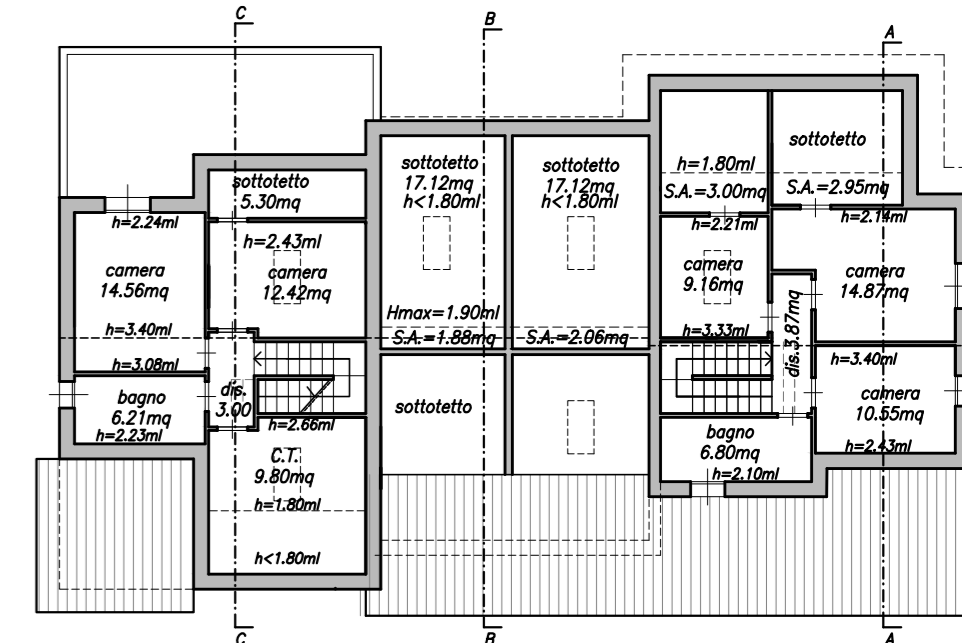 C
B
A
sottotetto
5.30mq
h=2.24ml
h=2.43ml
camera
14.56mq
camera
12.42mq
h=3.40ml
h=3.08ml
bagno
6.21mq
h=2.23ml
dis.
3.00
h=2.66ml
C.T.
9.80mq
h=1.80ml
h<1.80ml
sottotetto
17.12mq
h<1.80ml
Hmax=1.90ml
S.A.=1.88mq
sottotetto
17.12mq
h<1.80ml
S.A.=2.06mq
sottotetto
h=1.80ml
S.A.=3.00mq
sottotetto
S.A.=2.95mq
h=2.21ml
h=2.14ml
camera
9.16mq
h=3.33ml
dis.3.87mq
camera
14.87mq
h=3.40ml
camera
10.55mq
h=2.43ml
bagno
6.80mq
h=2.10ml
C
B
A